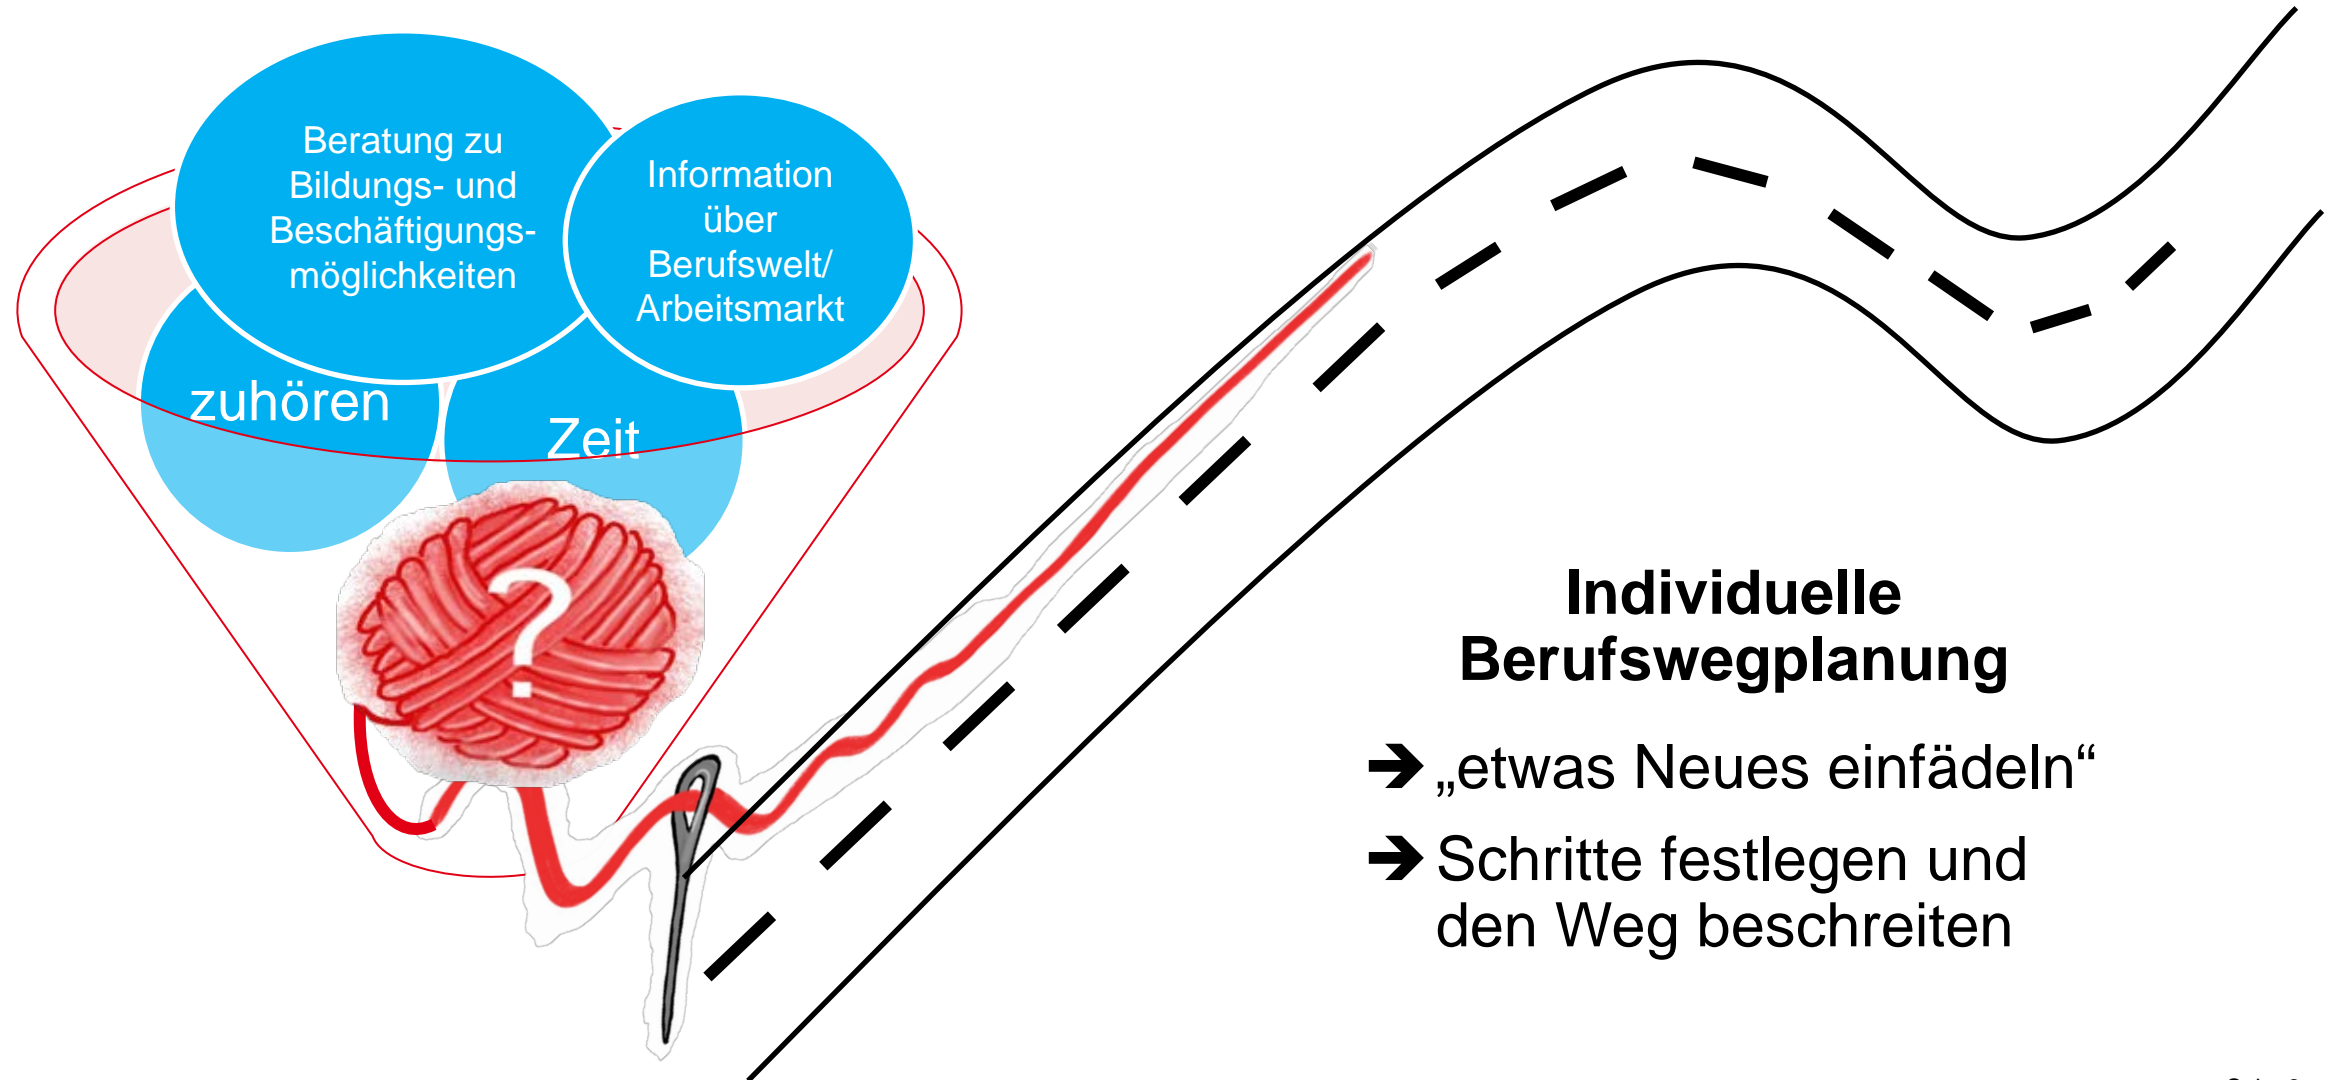 Beratung zu
Bildungs- und
Beschäftigungs-
möglichkeiten
Information
über
Berufswelt/
Arbeitsmarkt
zuhören
Zeit
?
Individuelle
Berufswegplanung
➔ „etwas Neues einfädeln“
➔ Schritte festlegen und
den Weg beschreiten